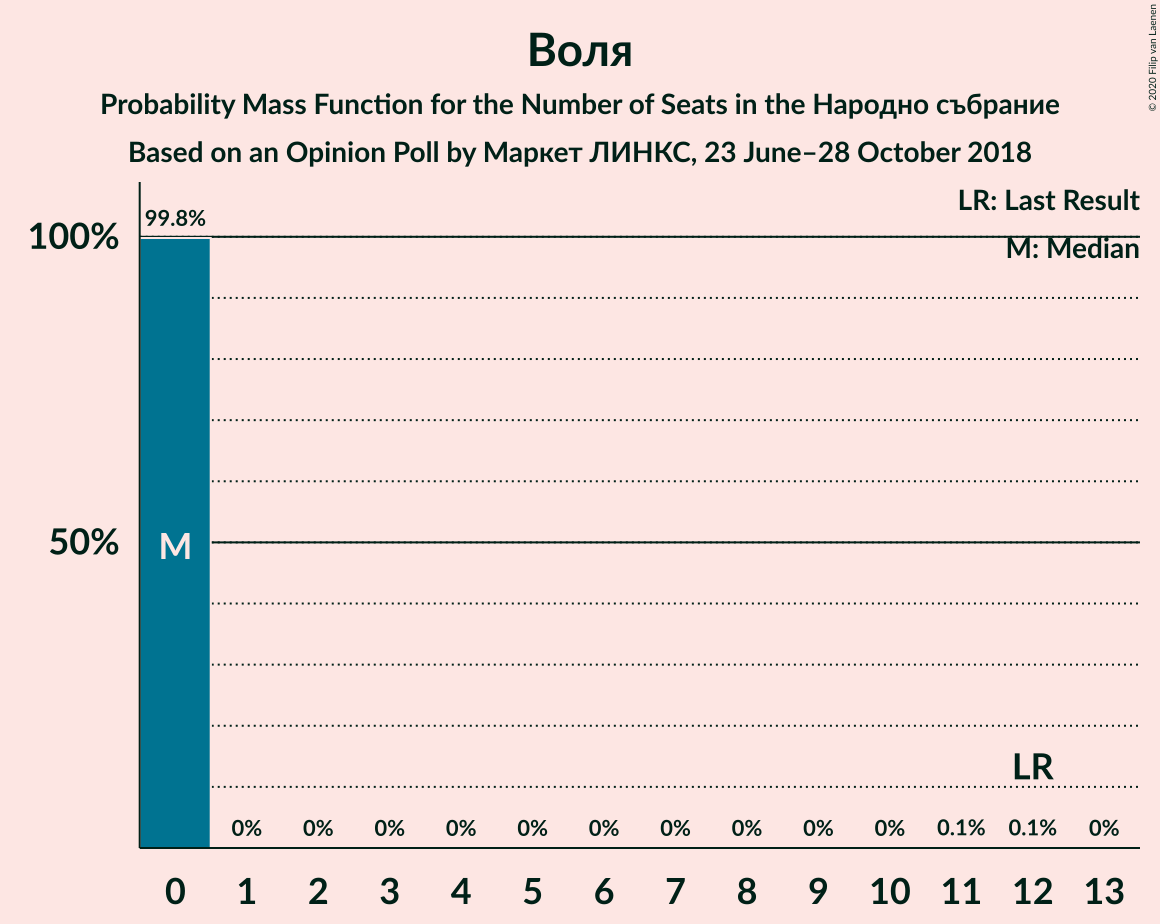 Воля
Probability Mass Function for the Number of Seats in the Народно събрание
Based on an Opinion Poll by Маркет ЛИНКС, 23 June–28 October 2018
© 2020 Filip van Laenen
LR: Last Result
M: Median
99.8%
100%
50%
M
LR
0% 0% 0% 0% 0% 0% 0% 0% 0% 0% 0.1% 0.1% 0%
0 1 2 3 4 5 6 7 8 9 10 11 12 13